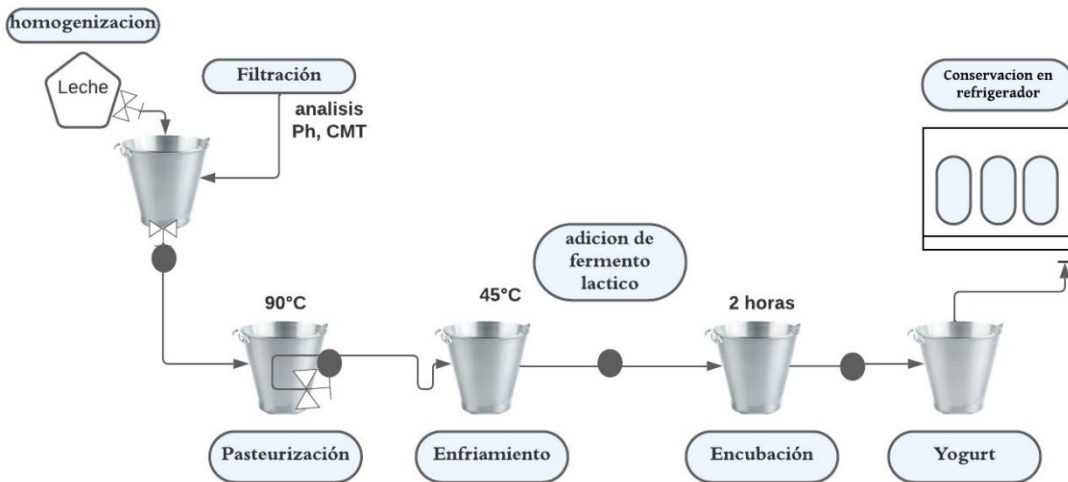 homogenizacion
Leche
Filtración
analisis
Ph, CMT
Conservacion en
refrigerador
adicion de
fermento
lactico
90°C
45°C
2 horas
Pasteurización
Enfriamiento
Encubación
Yogurt